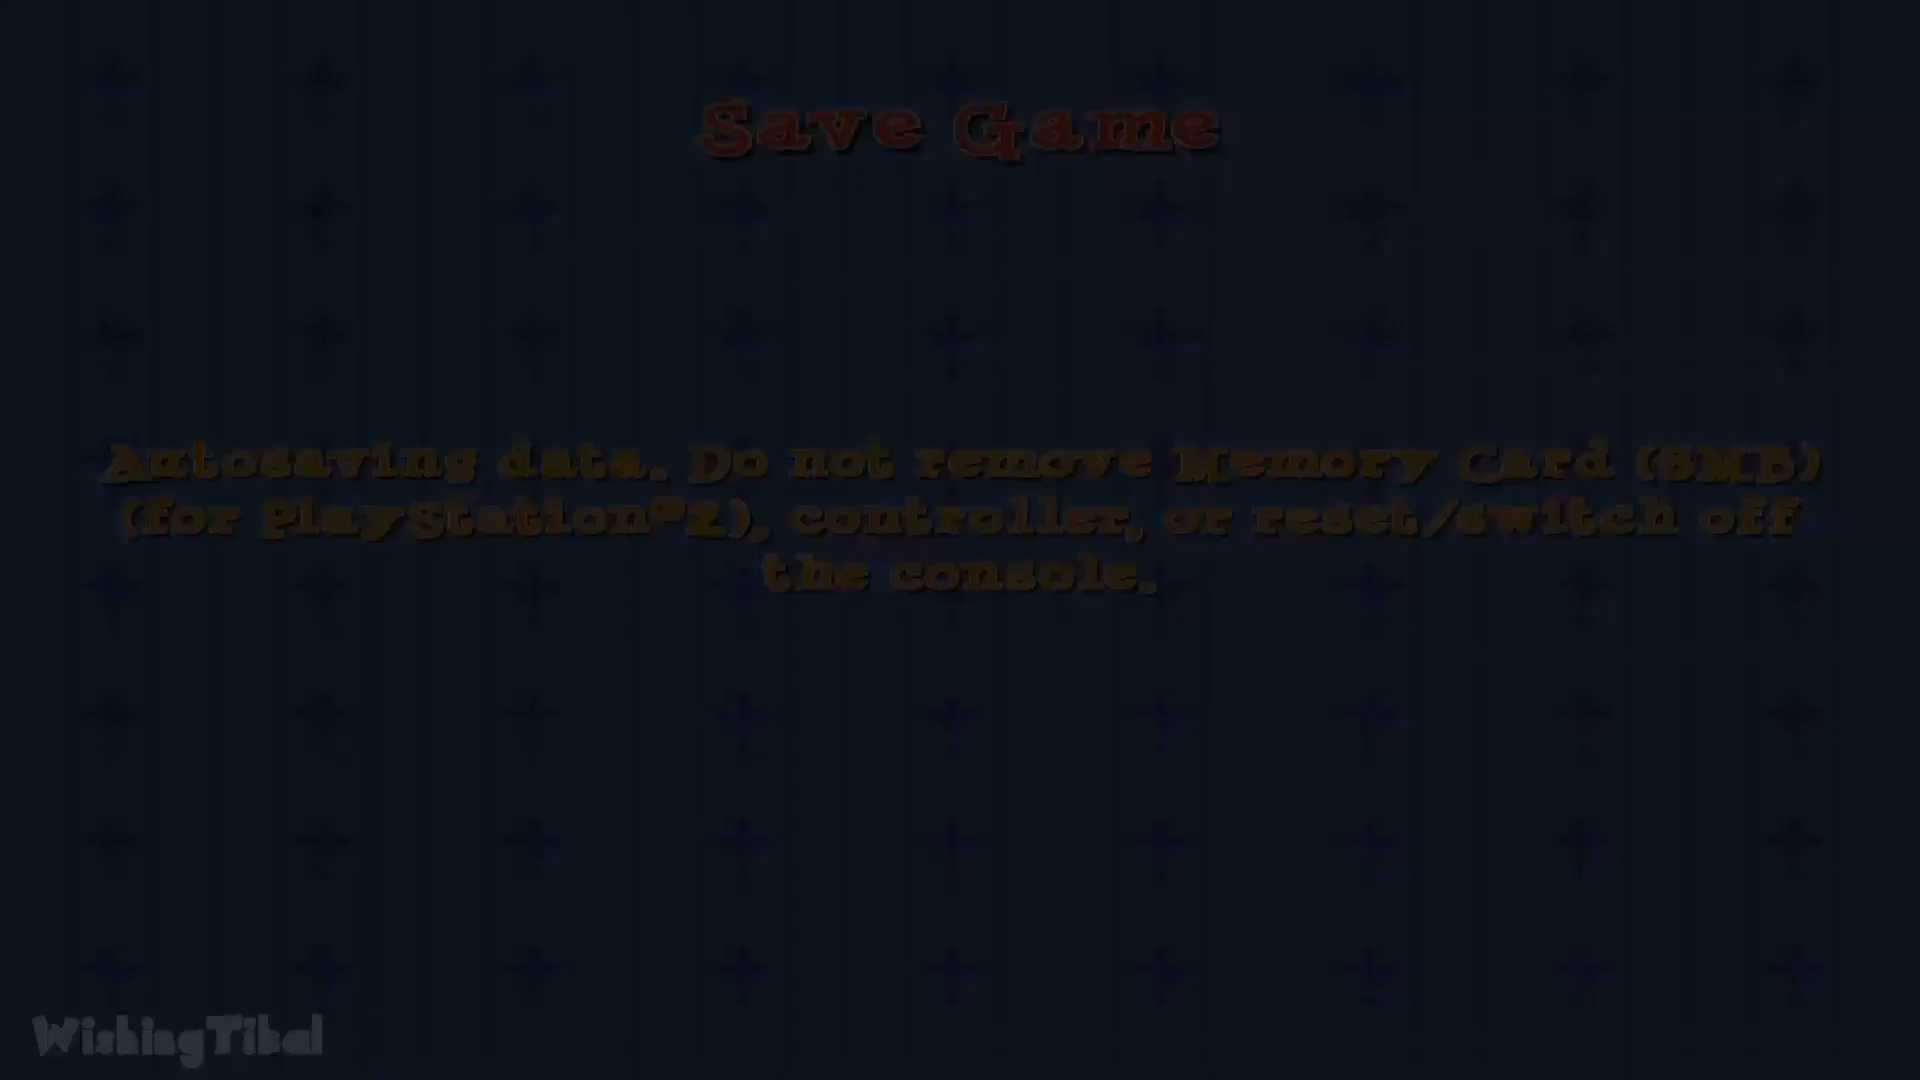 Save Game
Autosaving data. Do not remove Memory Card (8MB)
(for PlayStation®2), controller, or reset/switch off
the console.
WishingTikal